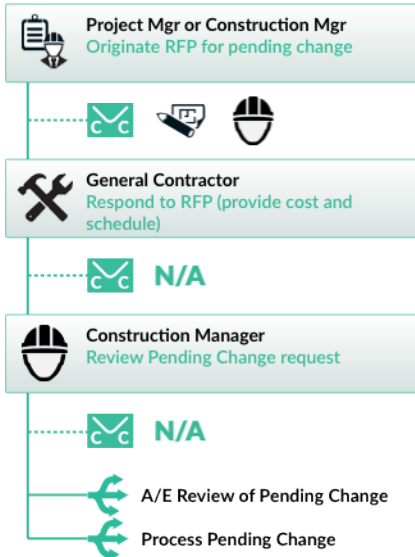 Project Mgr or Construction Mgr
Originate RFP for pending change
C C
General Contractor
Respond to RFP (provide cost and
schedule)
C C N/A
Construction Manager
Review Pending Change request
C C N/A
A/E Review of Pending Change
Process Pending Change